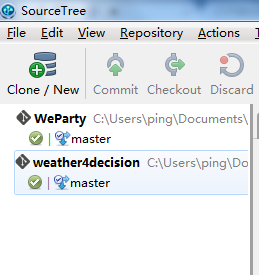 SourceTree
File Edit View Repository Actions T
Clone / New Commit Checkout Discard
WeParty C:\Users\ping\Documents\
| master
weather4decision C:\Users\ping\Do
| master